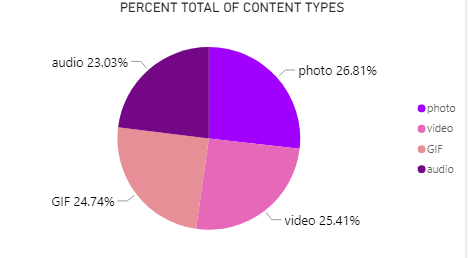 PERCENT TOTAL OF CONTENT TYPES
audio 23.03%
photo 26.81%
photo
video
GIF
audio
GIF 24.74%
video 25.41%